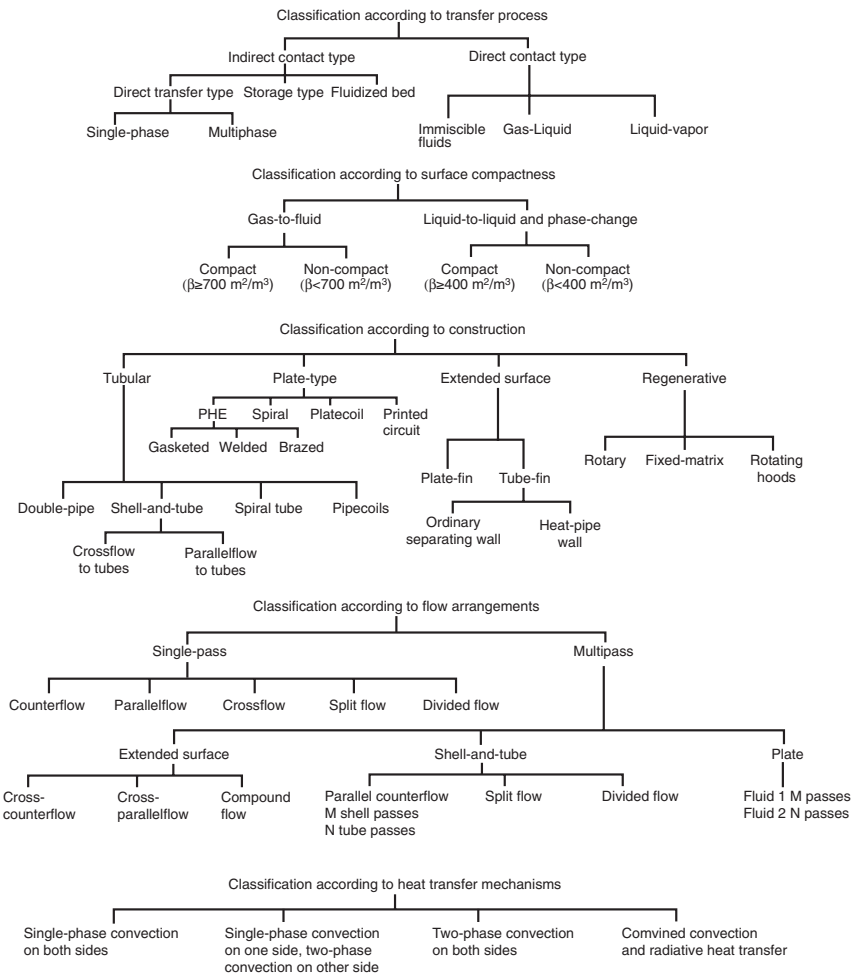 Classification according to transfer process
Indirect contact type
Direct contact type
Direct transfer type
Storage type
Fluidized bed
Single-phase
Multiphase
Immiscible
fluids
Gas-Liquid
Liquid-vapor
Classification according to surface compactness
Gas-to-fluid
Liquid-to-liquid and phase-change
Compact
(β≥700 m²/m³)
Non-compact
(β<700 m²/m³)
Compact
(β≥400 m²/m³)
Non-compact
(β<400 m²/m³)
Classification according to construction
Tubular
Plate-type
Extended surface
Regenerative
PHE
Spiral
Platecoil
Printed
circuit
Gasketed
Welded
Brazed
Plate-fin
Tube-fin
Rotary
Fixed-matrix
Rotating
hoods
Double-pipe
Shell-and-tube
Spiral tube
Pipecoils
Ordinary
separating wall
Heat-pipe
wall
Crossflow
to tubes
Parallelflow
to tubes
Classification according to flow arrangements
Single-pass
Multipass
Counterflow
Parallelflow
Crossflow
Split flow
Divided flow
Extended surface
Shell-and-tube
Plate
Cross-
counterflow
Cross-
parallelflow
Compound
flow
Parallel counterflow
M shell passes
N tube passes
Split flow
Divided flow
Fluid 1 M passes
Fluid 2 N passes
Classification according to heat transfer mechanisms
Single-phase convection
on both sides
Single-phase convection
on one side, two-phase
convection on other side
Two-phase convection
on both sides
Comvined convection
and radiative heat transfer